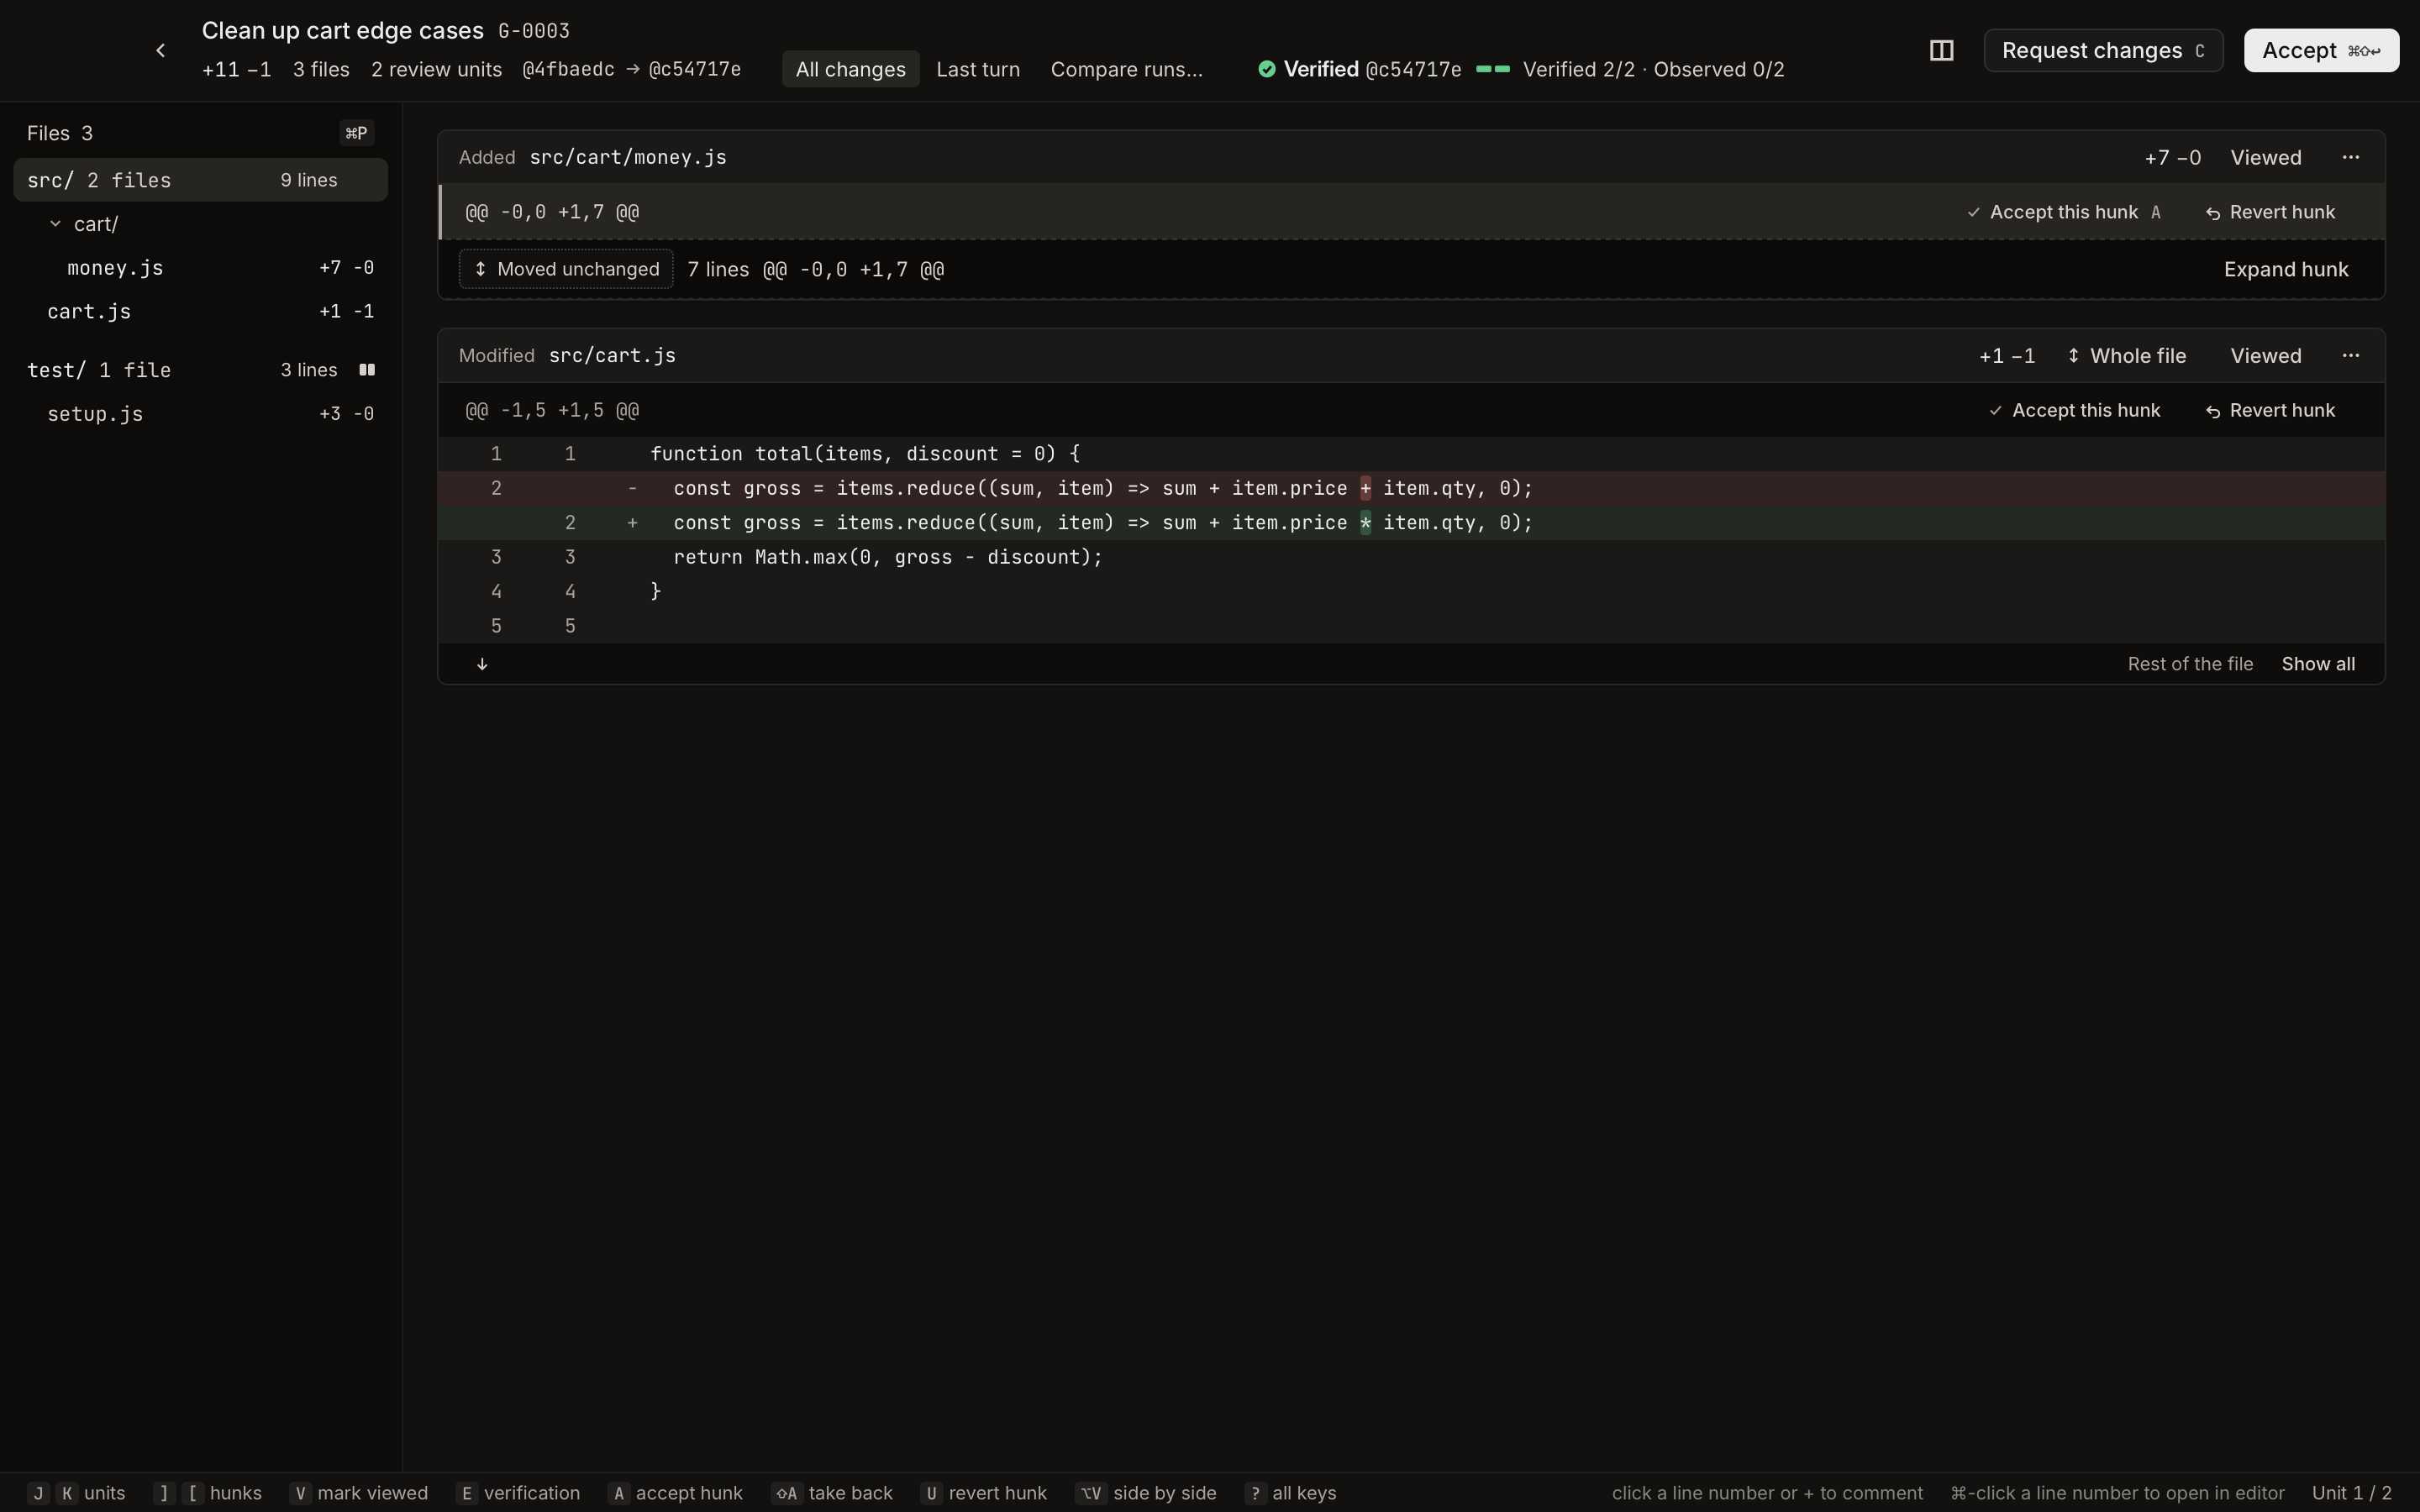 Clean up cart edge cases G-0003
+11 −1 3 files 2 review units @4fbaedc → @c54717e All changes Last turn Compare runs... Verified @c54717e Verified 2/2 · Observed 0/2
Request changes C Accept ⌘⇧↩
Files 3 ⌘P
src/ 2 files 9 lines
cart/
money.js +7 -0
cart.js +1 -1
test/ 1 file 3 lines
setup.js +3 -0
Added src/cart/money.js +7 −0 Viewed ···
@@ -0,0 +1,7 @@ ✓ Accept this hunk A Revert hunk
↕ Moved unchanged 7 lines @@ -0,0 +1,7 @@ Expand hunk
Modified src/cart.js +1 −1 ↕ Whole file Viewed ···
@@ -1,5 +1,5 @@ ✓ Accept this hunk Revert hunk
1 1 function total(items, discount = 0) {
2 - const gross = items.reduce((sum, item) => sum + item.price + item.qty, 0);
2 + const gross = items.reduce((sum, item) => sum + item.price * item.qty, 0);
3 3 return Math.max(0, gross - discount);
4 4 }
5 5
↓ Rest of the file Show all
J K units ] [ hunks V mark viewed E verification A accept hunk ⇧A take back U revert hunk ⌥V side by side ? all keys click a line number or + to comment ⌘-click a line number to open in editor Unit 1 / 2